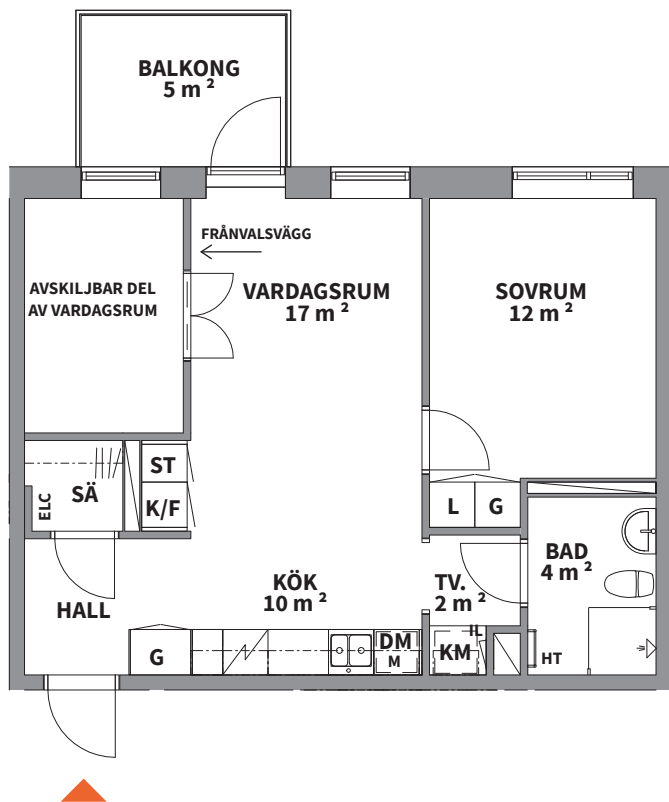 BALKONG
5 m ²
FRÅNVALSVÄGG
AVSKILJBAR DEL
AV VARDAGSRUM
VARDAGSRUM
17 m ²
SOVRUM
12 m ²
ST
SÄ
ELC
K/F
L
G
BAD
4 m ²
KÖK
10 m ²
TV.
2 m ²
HALL
G
DM
M
IL
KM
HT